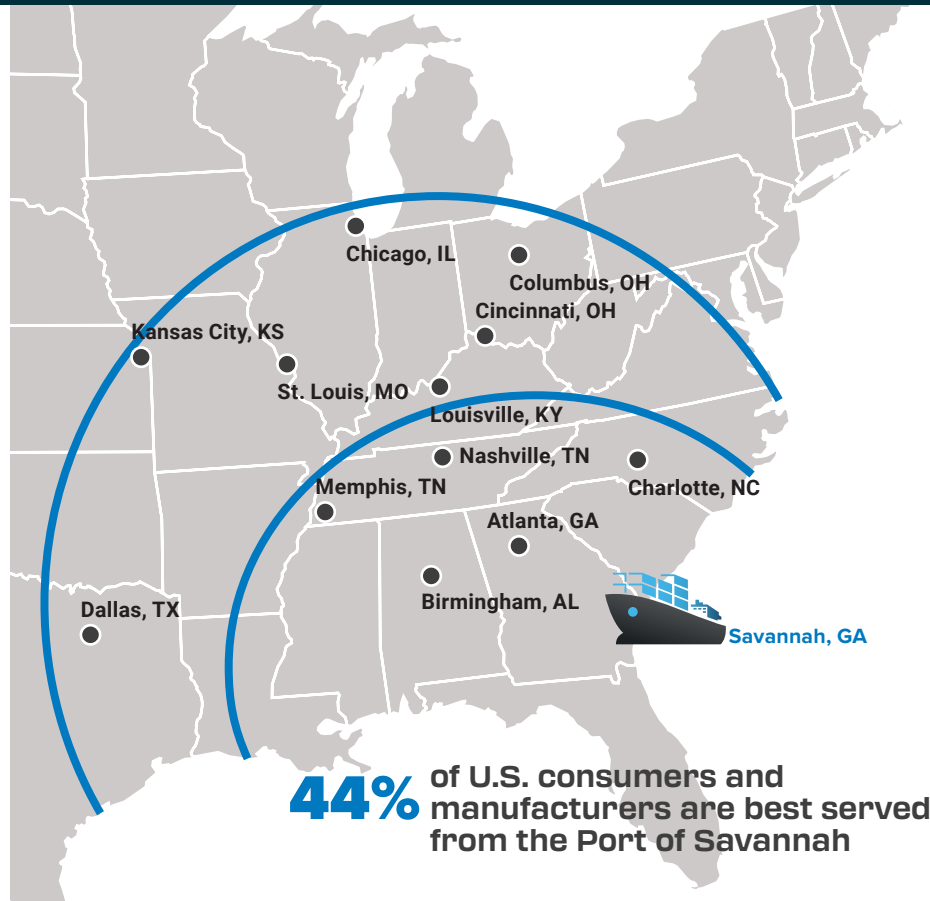 Chicago, IL
Columbus, OH
Cincinnati, OH
Kansas City, KS
St. Louis, MO
Louisville, KY
Nashville, TN
Memphis, TN
Charlotte, NC
Atlanta, GA
Birmingham, AL
Dallas, TX
Savannah, GA
44% of U.S. consumers and
manufacturers are best served
from the Port of Savannah